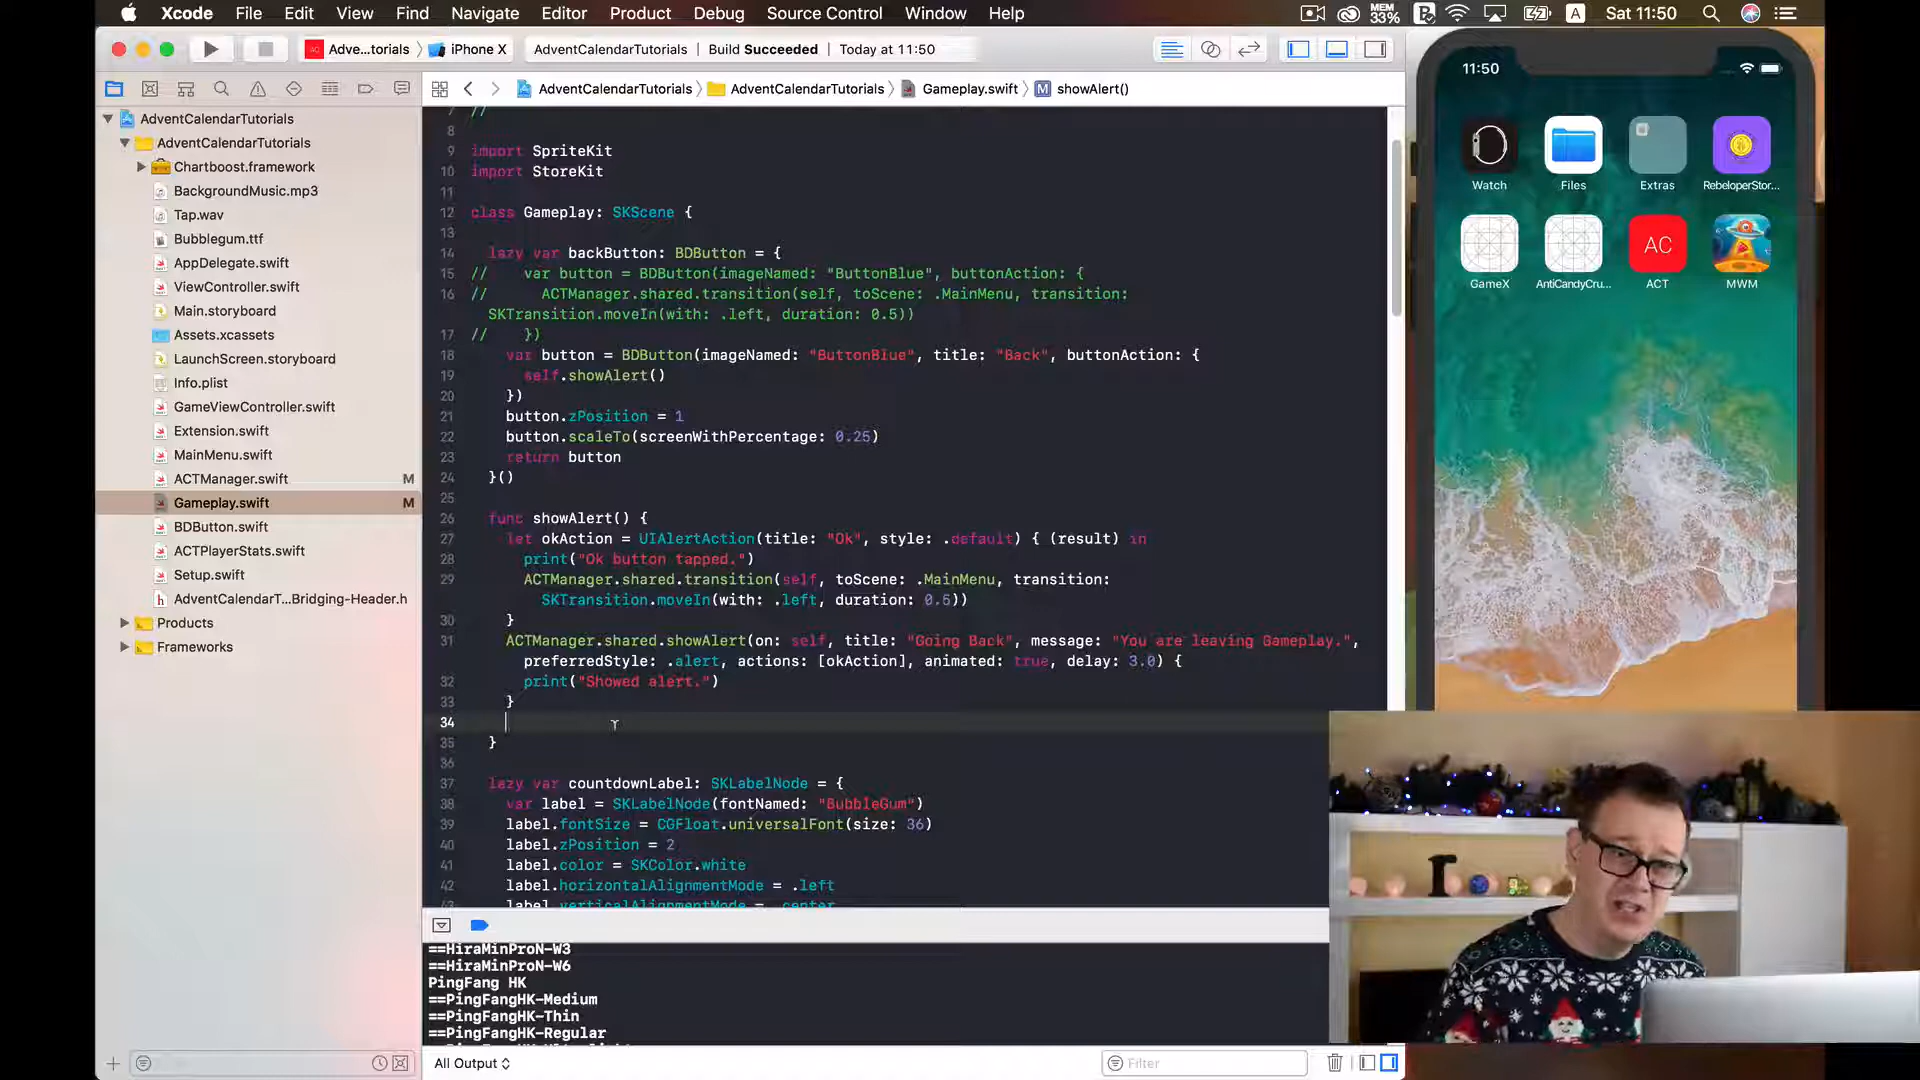 Xcode File Edit View Find Navigate Editor Product Debug Source Control Window Help MEM 33% A Sat 11:50
Adve...torials iPhone X AdventCalendarTutorials Build Succeeded Today at 11:50
AdventCalendarTutorials AdventCalendarTutorials Gameplay.swift M showAlert()
AdventCalendarTutorials
AdventCalendarTutorials
Chartboost.framework
BackgroundMusic.mp3
Tap.wav
Bubblegum.ttf
AppDelegate.swift
ViewController.swift
Main.storyboard
Assets.xcassets
LaunchScreen.storyboard
Info.plist
GameViewController.swift
Extension.swift
MainMenu.swift
ACTManager.swift M
Gameplay.swift M
BDButton.swift
ACTPlayerStats.swift
Setup.swift
h AdventCalendarT...Bridging-Header.h
Products
Frameworks
7 //
8
9 import SpriteKit
10 import StoreKit
11
12 class Gameplay: SKScene {
13
14 lazy var backButton: BDButton = {
15 // var button = BDButton(imageNamed: "ButtonBlue", buttonAction: {
16 // ACTManager.shared.transition(self, toScene: .MainMenu, transition:
SKTransition.moveIn(with: .left, duration: 0.5))
17 // })
18 var button = BDButton(imageNamed: "ButtonBlue", title: "Back", buttonAction: {
19 self.showAlert()
20 })
21 button.zPosition = 1
22 button.scaleTo(screenWithPercentage: 0.25)
23 return button
24 }()
25
26 func showAlert() {
27 let okAction = UIAlertAction(title: "Ok", style: .default) { (result) in
28 print("Ok button tapped.")
29 ACTManager.shared.transition(self, toScene: .MainMenu, transition:
SKTransition.moveIn(with: .left, duration: 0.5))
30 }
31 ACTManager.shared.showAlert(on: self, title: "Going Back", message: "You are leaving Gameplay.",
preferredStyle: .alert, actions: [okAction], animated: true, delay: 3.0) {
32 print("Showed alert.")
33 }
34
35 }
36
37 lazy var countdownLabel: SKLabelNode = {
38 var label = SKLabelNode(fontNamed: "BubbleGum")
39 label.fontSize = CGFloat.universalFont(size: 36)
40 label.zPosition = 2
41 label.color = SKColor.white
42 label.horizontalAlignmentMode = .left
43 label.verticalAlignmentMode = .center
==HiraMinProN-W3
==HiraMinProN-W6
PingFang HK
==PingFangHK-Medium
==PingFangHK-Thin
==PingFangHK-Regular
All Output Filter
11:50
Watch Files Extras RebeloperStor...
AC
GameX AntiCandyCru... ACT MWM